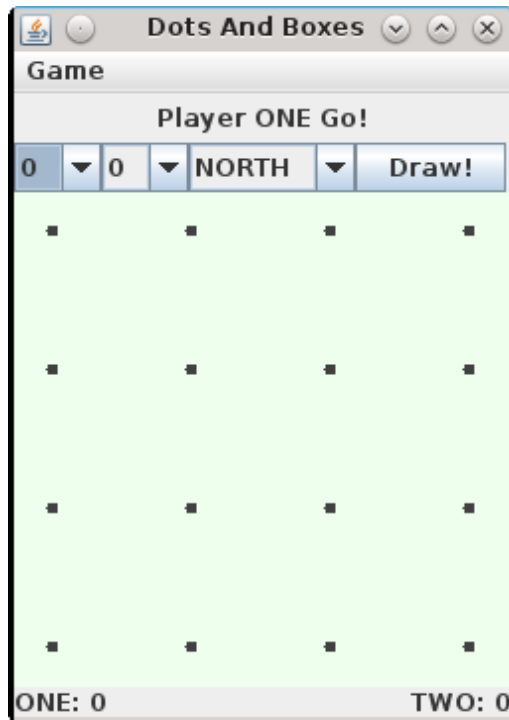 Dots And Boxes
Game
Player ONE Go!
0 0 NORTH Draw!
ONE: 0 TWO: 0